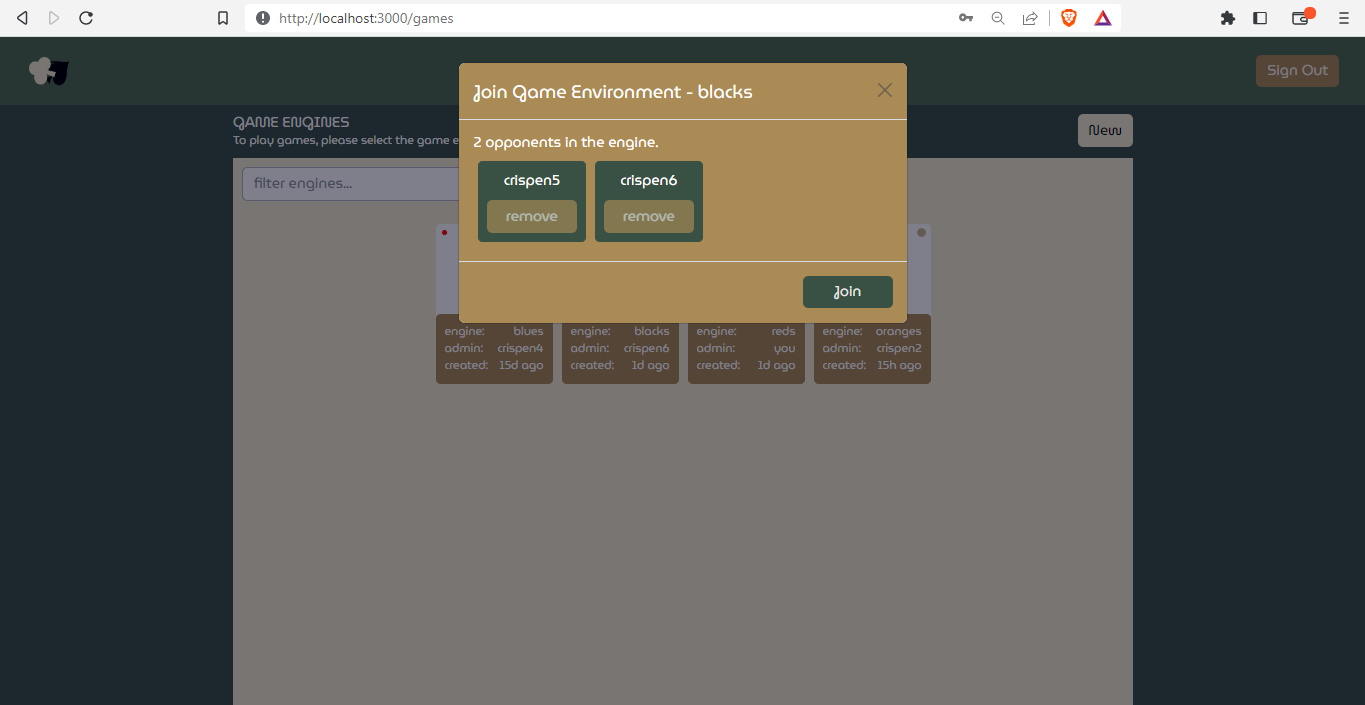 http://localhost:3000/games
Sign Out
Join Game Environment - blacks
GAME ENGINES
To play games, please select the game e
New
2 opponents in the engine.
crispen5 crispen6
remove remove
filter engines...
Join
engine: blues engine: blacks engine: reds engine: oranges
admin: crispen4 admin: crispen6 admin: you admin: crispen2
created: 15d ago created: 1d ago created: 1d ago created: 15h ago